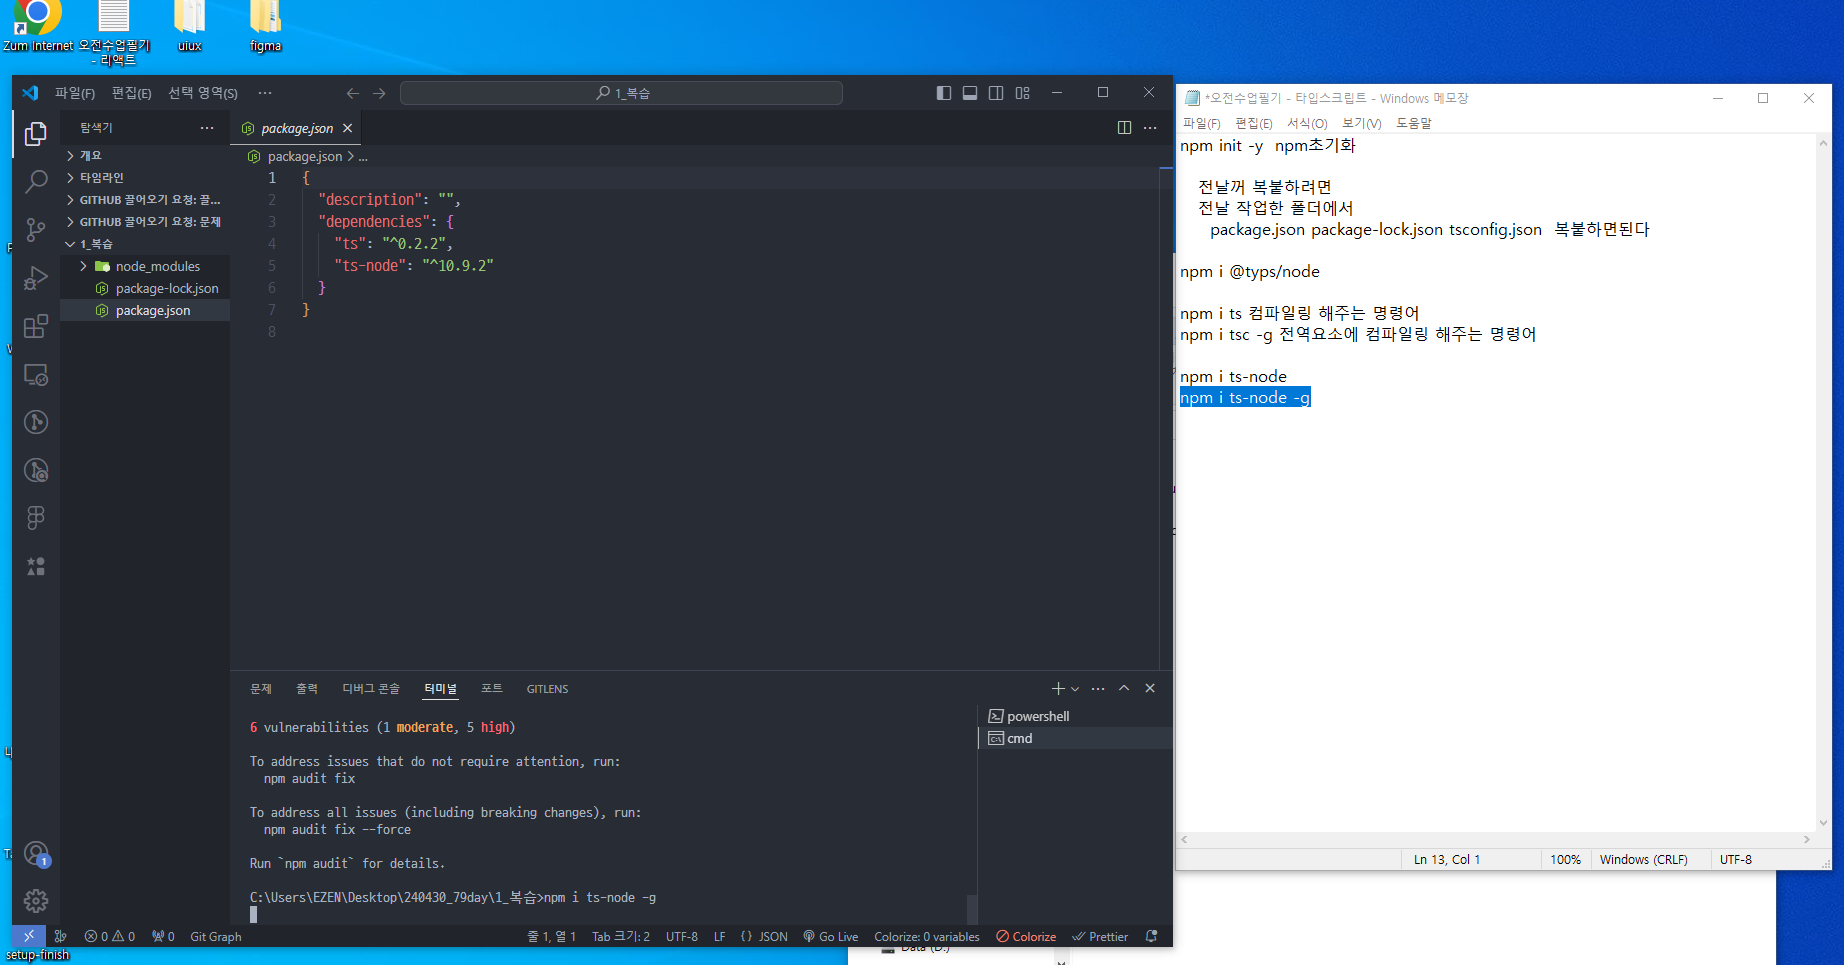 Zum Internet
오전수업필기 - 리액트
uiux
figma
파일(F) 편집(E) 선택 영역(S) ...
1_복습
탐색기 ...
개요
타임라인
GITHUB 끌어오기 요청: 끌...
GITHUB 끌어오기 요청: 문제
1_복습
node_modules
package-lock.json
package.json
package.json
package.json > ...
1 {
2 "description": "",
3 "dependencies": {
4 "ts": "^0.2.2",
5 "ts-node": "^10.9.2"
6 }
7 }
8
문제 출력 디버그 콘솔 터미널 포트 GITLENS
6 vulnerabilities (1 moderate, 5 high)
To address issues that do not require attention, run:
npm audit fix
To address all issues (including breaking changes), run:
npm audit fix --force
Run `npm audit` for details.
C:\Users\EZEN\Desktop\240430_79day\1_복습>npm i ts-node -g
powershell
cmd
1
0 0 0 Git Graph 줄 1, 열 1 Tab 크기: 2 UTF-8 LF {} JSON Go Live Colorize: 0 variables Colorize Prettier
setup-finish
*오전수업필기 - 타입스크립트 - Windows 메모장
파일(F) 편집(E) 서식(O) 보기(V) 도움말
npm init -y npm초기화
전날꺼 복붙하려면
전날 작업한 폴더에서
package.json package-lock.json tsconfig.json 복붙하면된다
npm i @typs/node
npm i ts 컴파일링 해주는 명령어
npm i tsc -g 전역요소에 컴파일링 해주는 명령어
npm i ts-node
npm i ts-node -g
Ln 13, Col 1 100% Windows (CRLF) UTF-8
Data (D:)